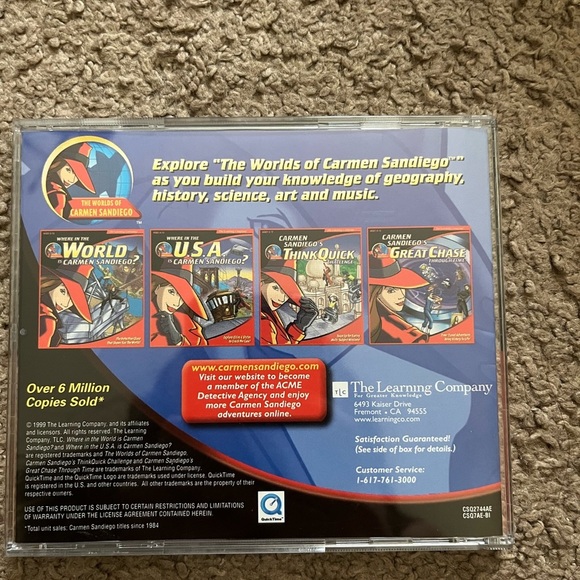 Explore "The Worlds of Carmen Sandiego™"
as you build your knowledge of geography,
history, science, art and music.
THE WORLDS OF
CARMEN SANDIEGO™
WHERE IN THE
WORLD
IS CARMEN SANDIEGO?
WHERE IN THE
U.S.A.
IS CARMEN SANDIEGO?
CARMEN
SANDIEGO'S
THINKQUICK
CHALLENGE
CARMEN
SANDIEGO'S
GREAT CHASE
THROUGH TIME
www.carmensandiego.com
Visit our website to become
a member of the ACME
Detective Agency and enjoy
more Carmen Sandiego
adventures online.
Over 6 Million
Copies Sold*
TLC The Learning Company
For Greater Knowledge
6493 Kaiser Drive
Fremont • CA 94555
www.learningco.com
Satisfaction Guaranteed!
(See side of box for details.)
Customer Service:
1-617-761-3000
© 1999 The Learning Company, and its affiliates
and licensors. All rights reserved. The Learning
Company, TLC, Where in the World is Carmen
Sandiego? and Where in the U.S.A. is Carmen Sandiego?
are registered trademarks and The Worlds of Carmen Sandiego,
Carmen Sandiego's ThinkQuick Challenge and Carmen Sandiego's
Great Chase Through Time are trademarks of The Learning Company.
QuickTime and the QuickTime Logo are trademarks used under license. QuickTime
is registered in the U.S. and other countries. All other trademarks are the property of their
respective owners.
USE OF THIS PRODUCT IS SUBJECT TO CERTAIN RESTRICTIONS AND LIMITATIONS
OF WARRANTY UNDER THE LICENSE AGREEMENT CONTAINED HEREIN.
*Total unit sales: Carmen Sandiego titles since 1984
QuickTime™
CSQ2744AE
CSQ7AE-BI